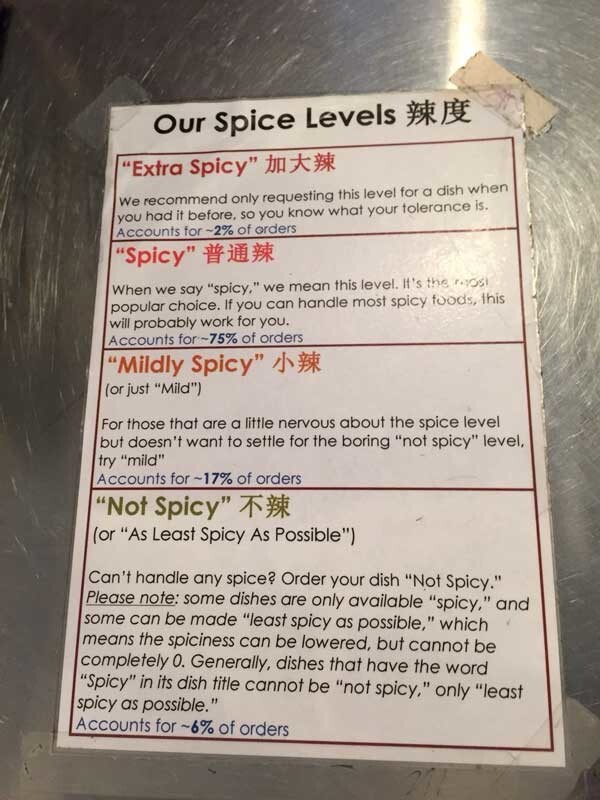 Our Spice Levels 辣度
“Extra Spicy” 加大辣
We recommend only requesting this level for a dish when
you had it before, so you know what your tolerance is.
Accounts for ~2% of orders
“Spicy” 普通辣
When we say “spicy,” we mean this level. It's the most
popular choice. If you can handle most spicy foods, this
will probably work for you.
Accounts for ~75% of orders
“Mildly Spicy” 小辣
(or just “Mild”)
For those that are a little nervous about the spice level
but doesn't want to settle for the boring “not spicy” level,
try “mild”
Accounts for ~17% of orders
“Not Spicy” 不辣
(or “As Least Spicy As Possible”)
Can't handle any spice? Order your dish “Not Spicy.”
Please note: some dishes are only available “spicy,” and
some can be made “least spicy as possible,” which
means the spiciness can be lowered, but cannot be
completely 0. Generally, dishes that have the word
“Spicy” in its dish title cannot be “not spicy,” only “least
spicy as possible.”
Accounts for ~6% of orders